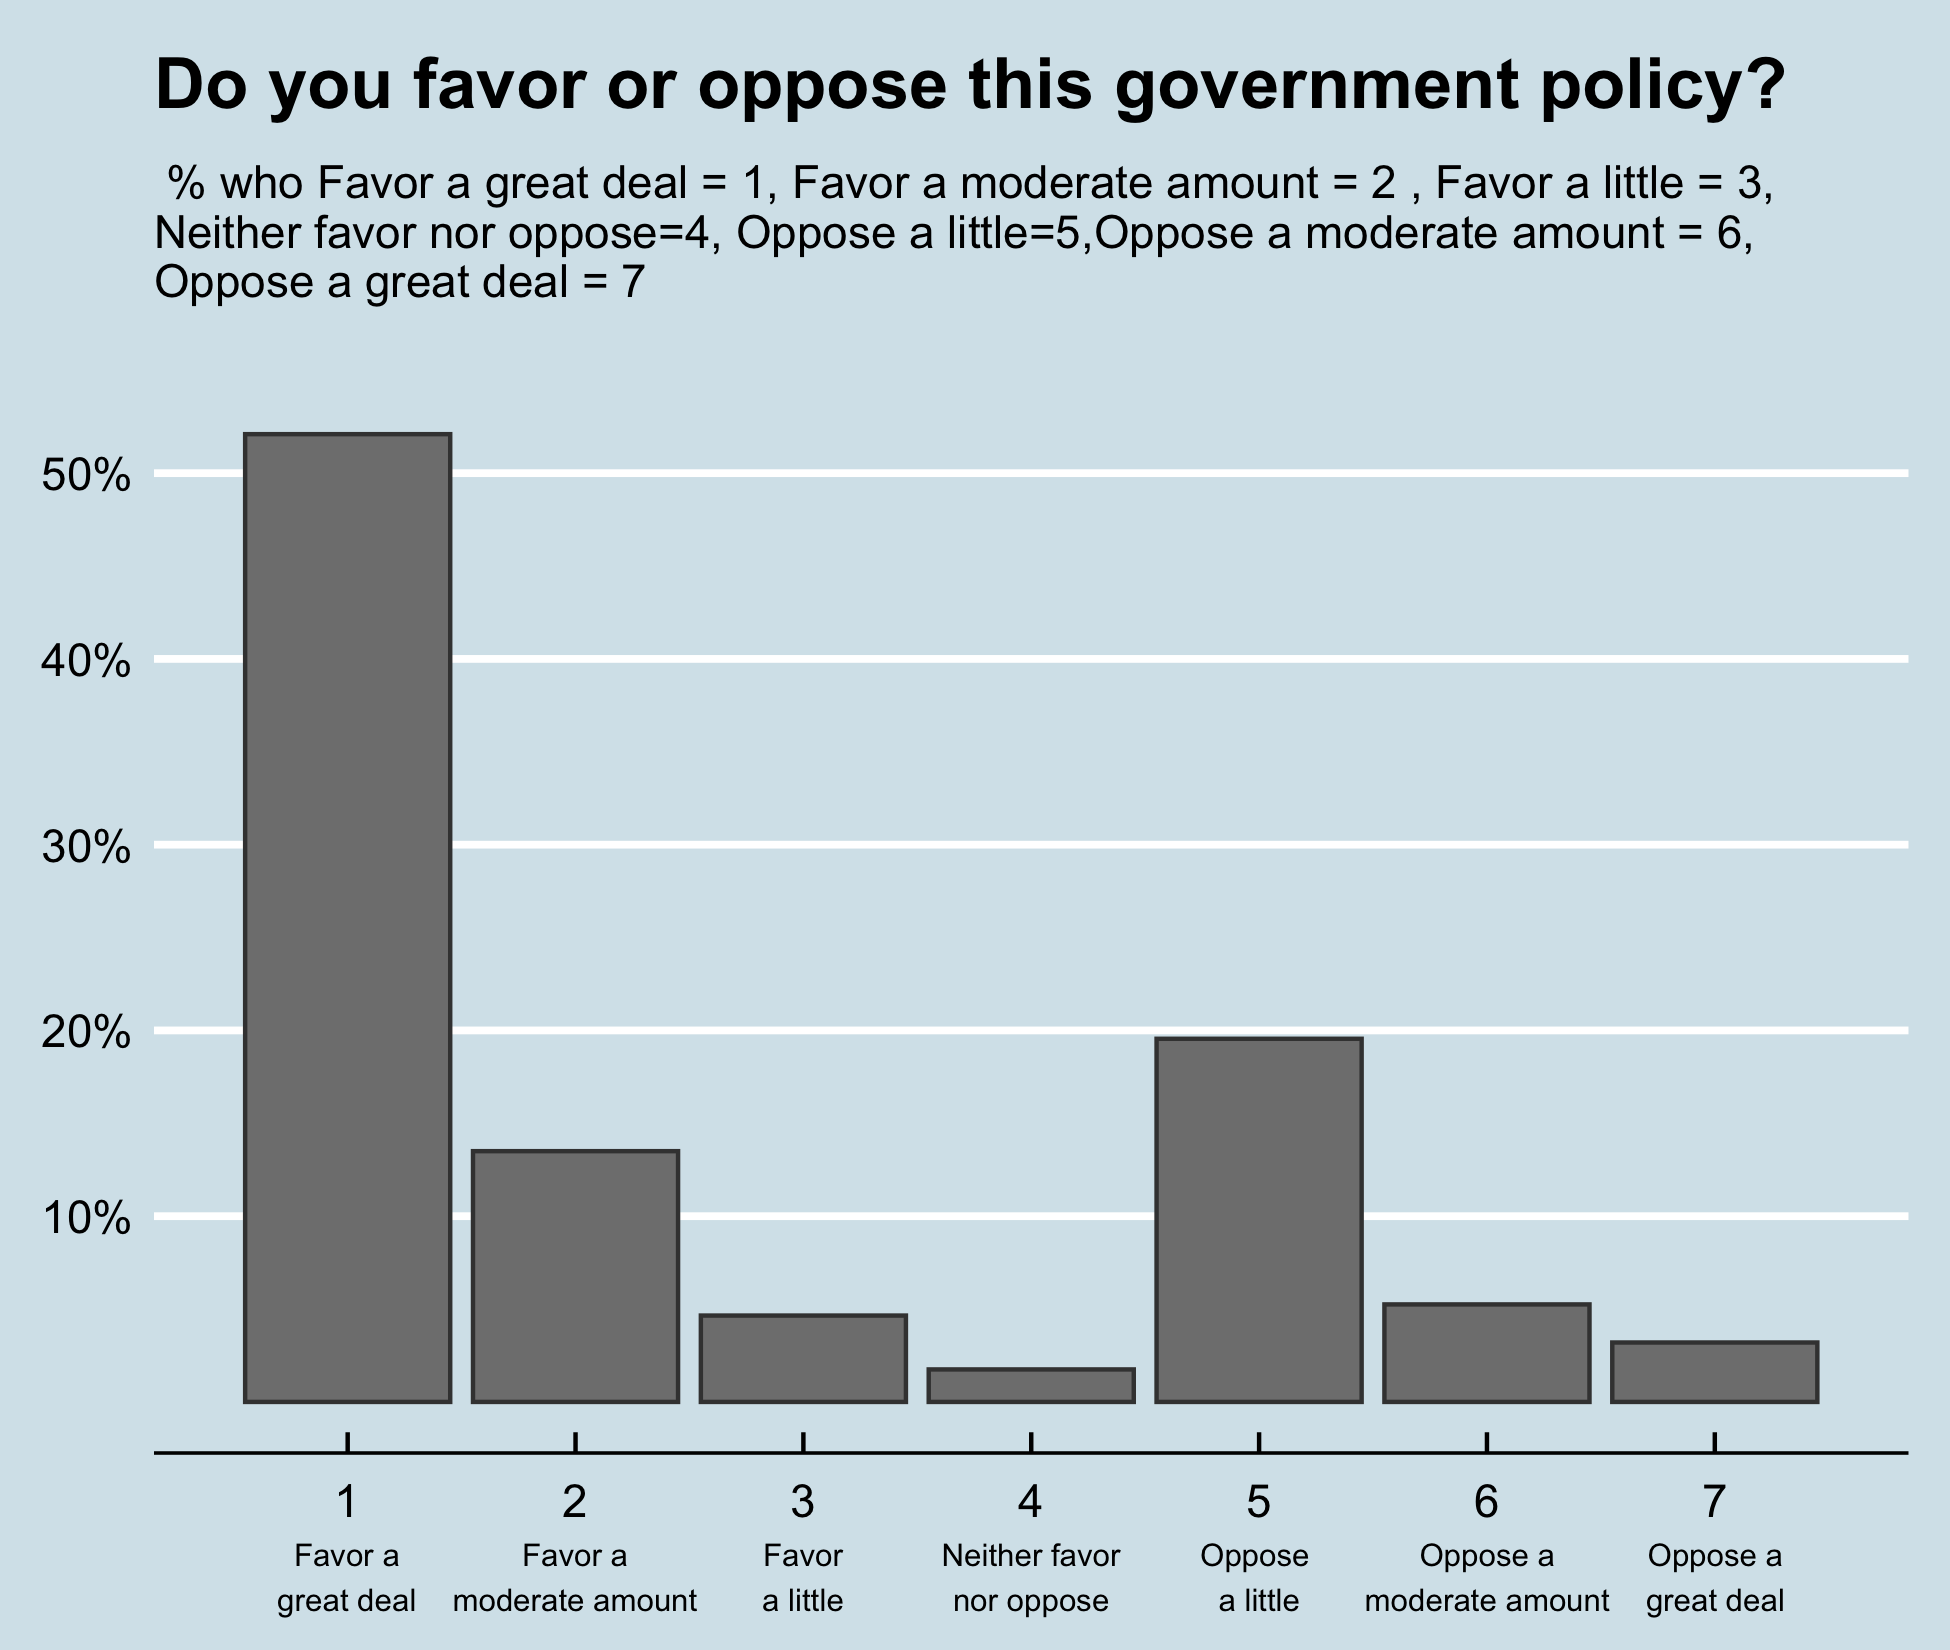 Do you favor or oppose this government policy?
% who Favor a great deal = 1, Favor a moderate amount = 2 , Favor a little = 3,
Neither favor nor oppose=4, Oppose a little=5,Oppose a moderate amount = 6,
Oppose a great deal = 7
50%
40%
30%
20%
10%
1 2 3 4 5 6 7
Favor a Favor a Favor Neither favor Oppose Oppose a Oppose a
great deal moderate amount a little nor oppose a little moderate amount great deal